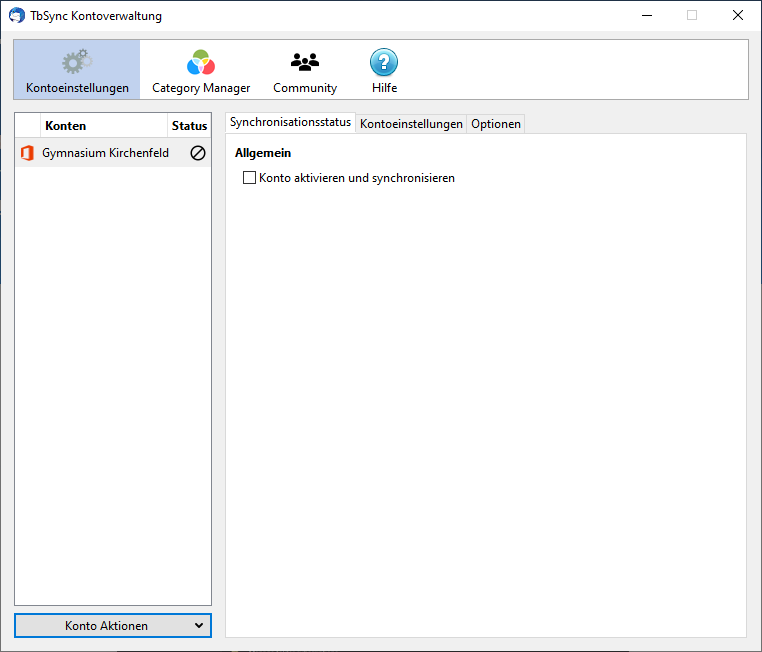 TbSync Kontoverwaltung
Kontoeinstellungen
Category Manager
Community
?
Hilfe
Konten
Status
Gymnasium Kirchenfeld
Synchronisationsstatus
Kontoeinstellungen
Optionen
Allgemein
Konto aktivieren und synchronisieren
Konto Aktionen